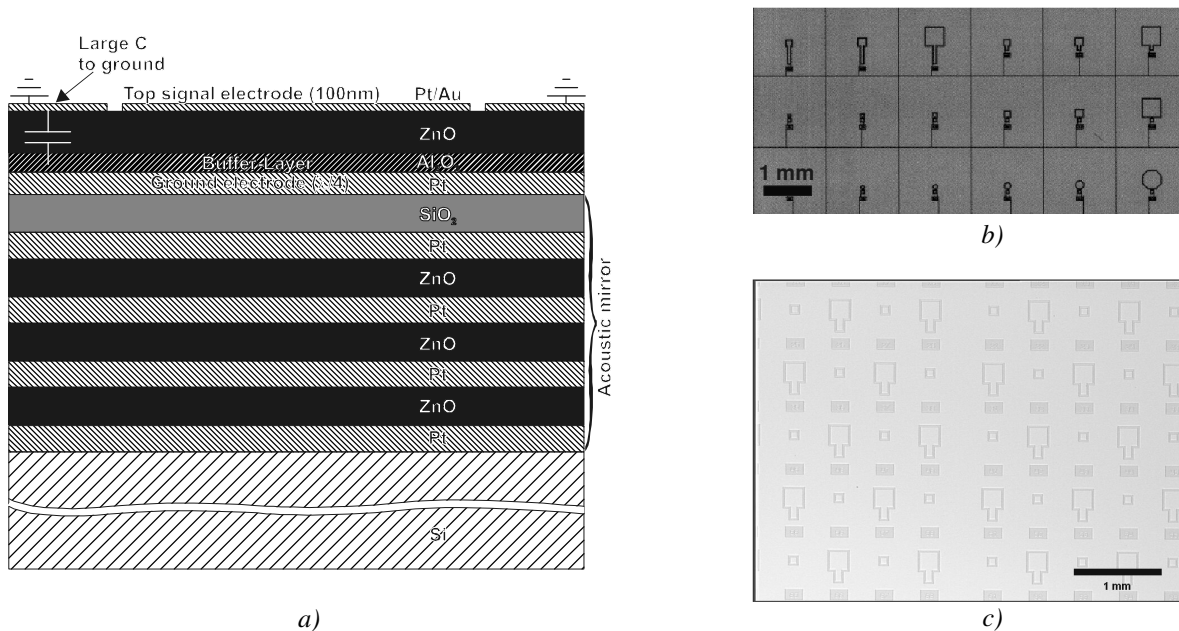 Large C
to ground
Top signal electrode (100nm) Pt/Au
ZnO
Buffer-Layer
Ground electrode Pt
SiO₂
Pt
ZnO
Pt
ZnO
Pt
ZnO
Pt
Si
Acoustic mirror
a)
1 mm
b)
1 mm
c)